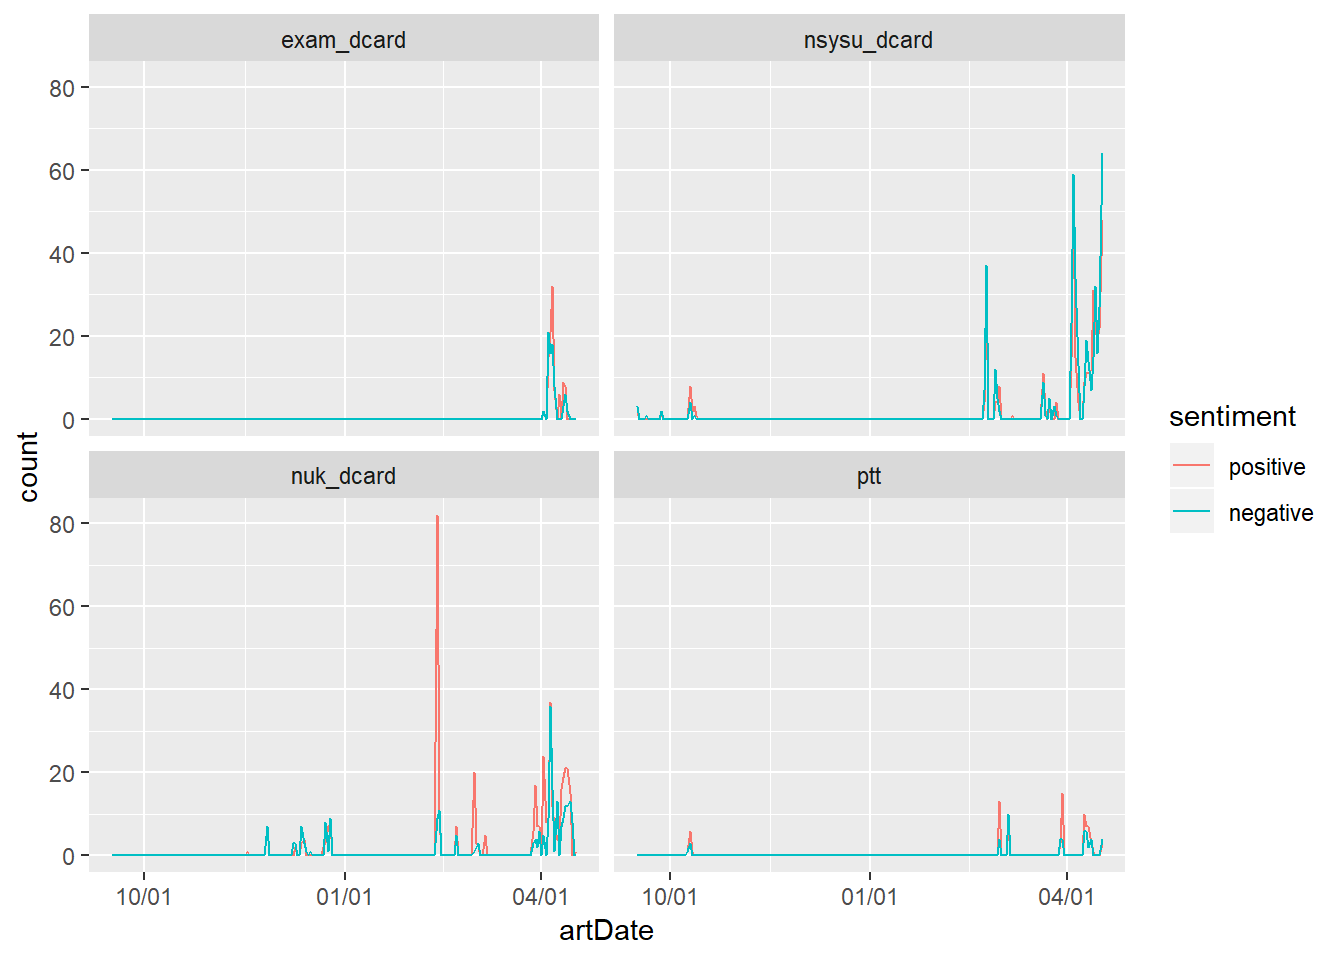 exam_dcard
nsysu_dcard
80
60
40
20
0
nuk_dcard
ptt
80
60
40
20
0
10/01
01/01
04/01
10/01
01/01
04/01
artDate
count
sentiment
positive
negative